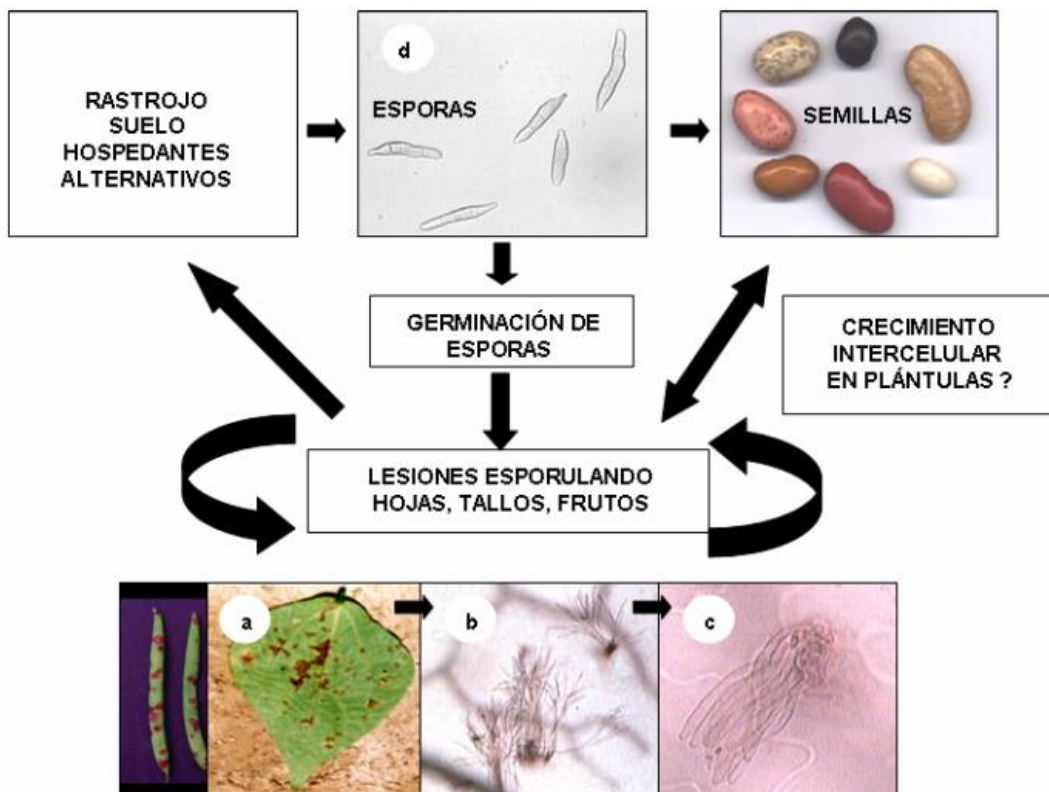 RASTROJO
SUELO
HOSPEDANTES
ALTERNATIVOS
d
ESPORAS
SEMILLAS
GERMINACIÓN DE
ESPORAS
CRECIMIENTO
INTERCELULAR
EN PLÁNTULAS ?
LESIONES ESPORULANDO
HOJAS, TALLOS, FRUTOS
a
b
c